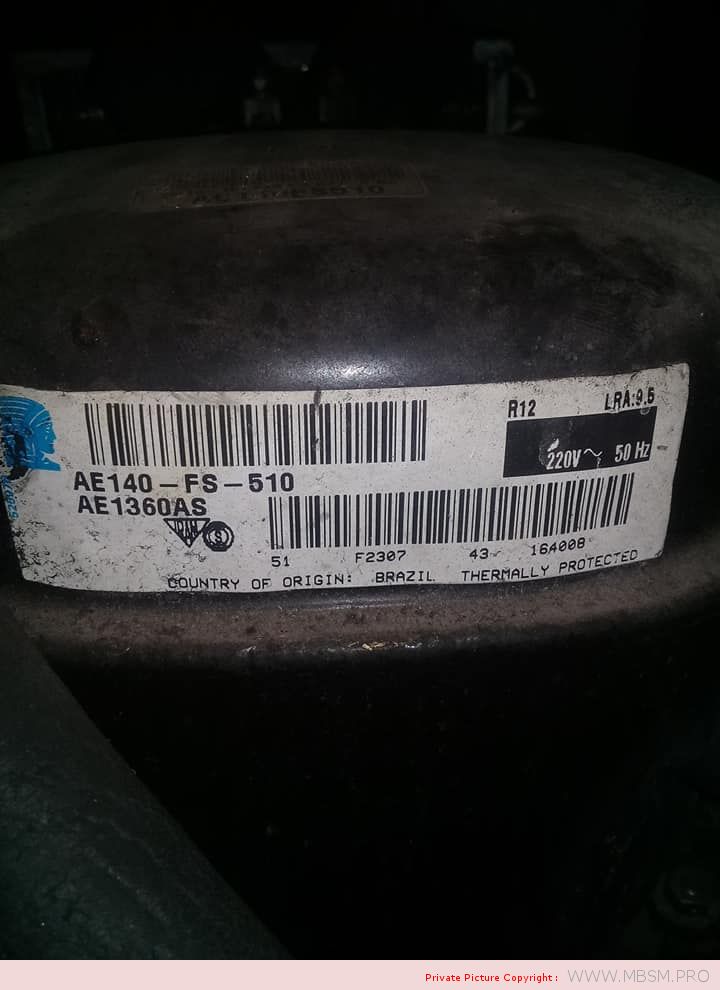 R12 LRA:9.5
220V~ 50 Hz
AE140-FS-510
AE1360AS
51 F2307 43 164008
COUNTRY OF ORIGIN: BRAZIL THERMALLY PROTECTED
Private Picture Copyright : WWW.MBSM.PRO